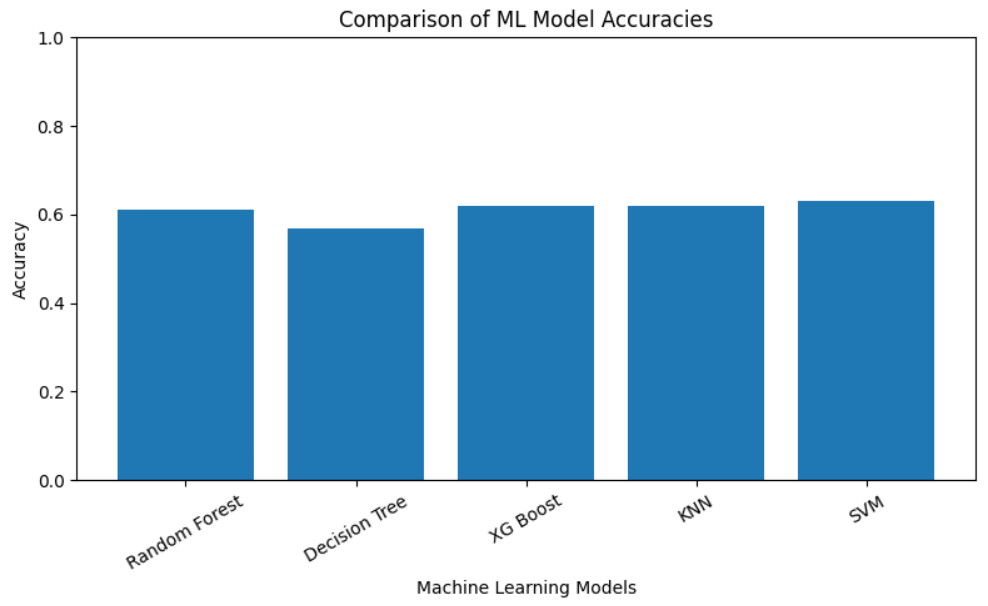 Comparison of ML Model Accuracies
1.0
0.8
0.6
0.4
0.2
0.0
Accuracy
Random Forest
Decision Tree
XG Boost
KNN
SVM
Machine Learning Models